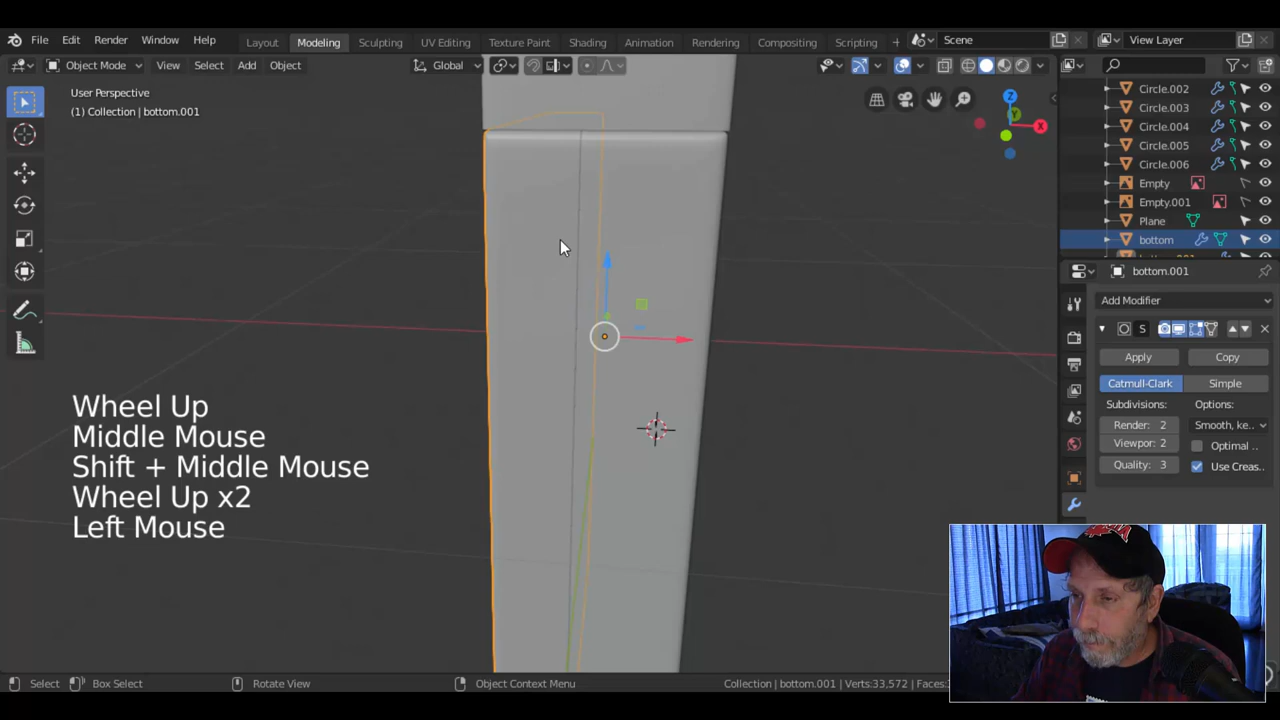 File Edit Render Window Help Layout Modeling Sculpting UV Editing Texture Paint Shading Animation Rendering Compositing Scripting + Scene View Layer
Object Mode View Select Add Object Global
User Perspective
(1) Collection | bottom.001
Z
Y
X
Circle.002
Circle.003
Circle.004
Circle.005
Circle.006
Empty
Empty.001
Plane
bottom
bottom.001
Add Modifier
S
Apply Copy
Catmull-Clark Simple
Subdivisions: Options:
Render: 2 Smooth, ke...
Viewpor: 2 Optimal ..
Quality: 3 Use Creas..
Wheel Up
Middle Mouse
Shift + Middle Mouse
Wheel Up x2
Left Mouse
Select Box Select Rotate View Object Context Menu Collection | bottom.001 | Verts:33,572 | Faces:3